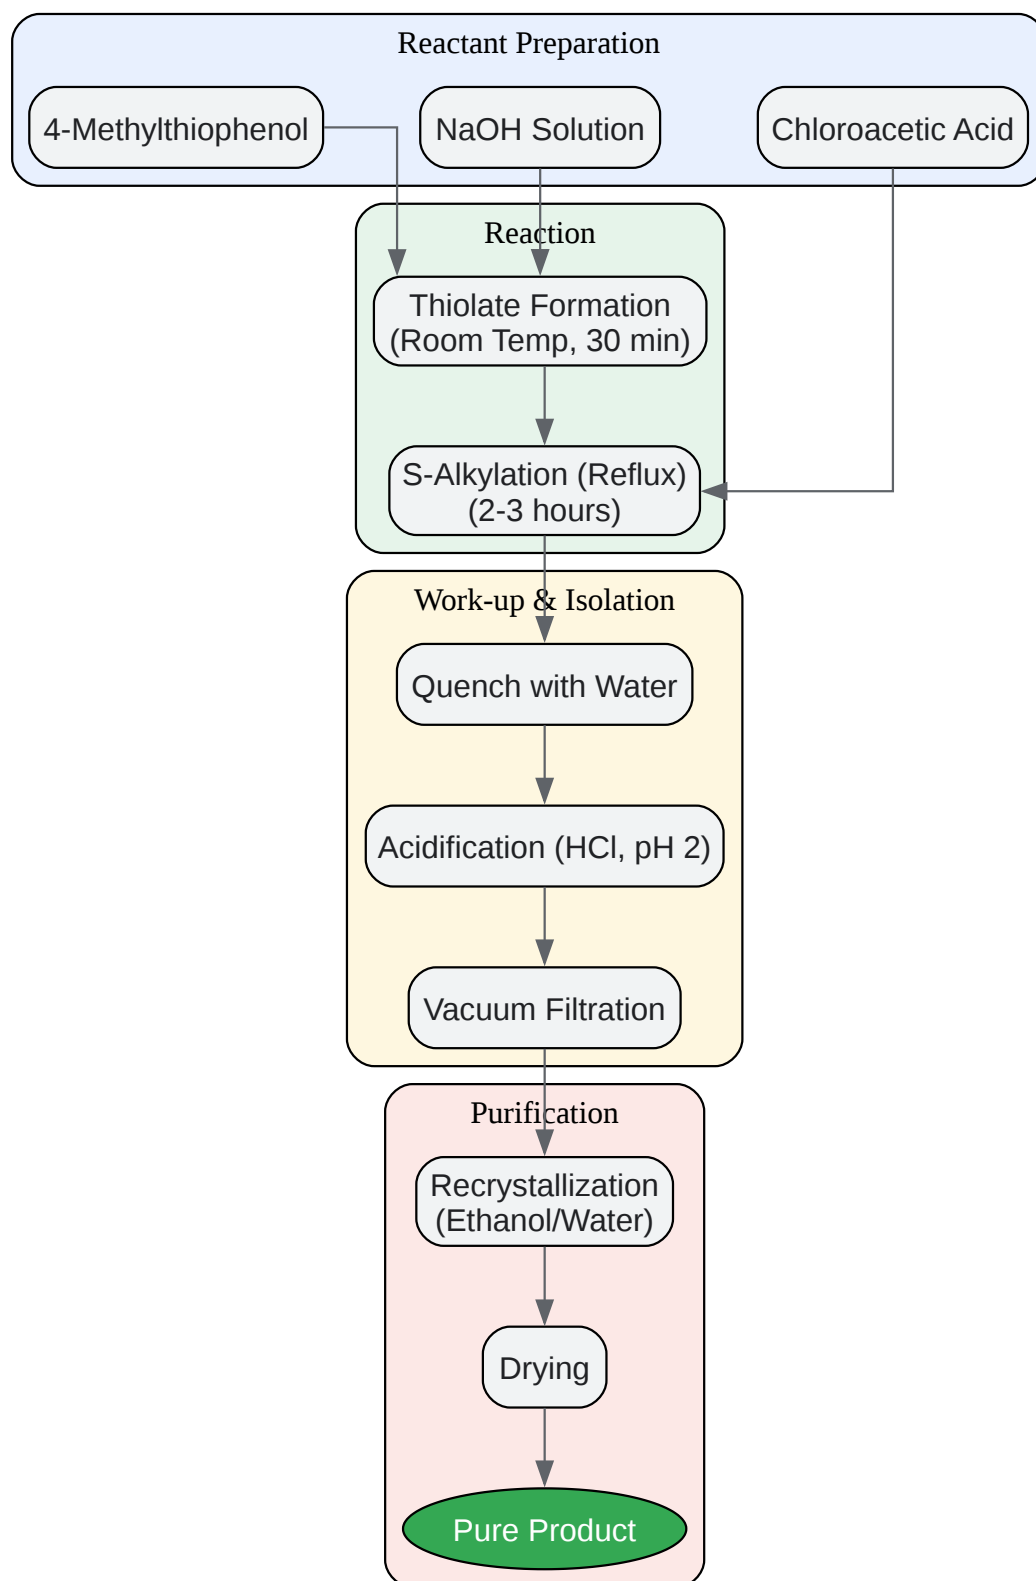 Reactant Preparation
4-Methylthiophenol
NaOH Solution
Chloroacetic Acid
Reaction
Thiolate Formation
(Room Temp, 30 min)
S-Alkylation (Reflux)
(2-3 hours)
Work-up & Isolation
Quench with Water
Acidification (HCl, pH 2)
Vacuum Filtration
Purification
Recrystallization
(Ethanol/Water)
Drying
Pure Product